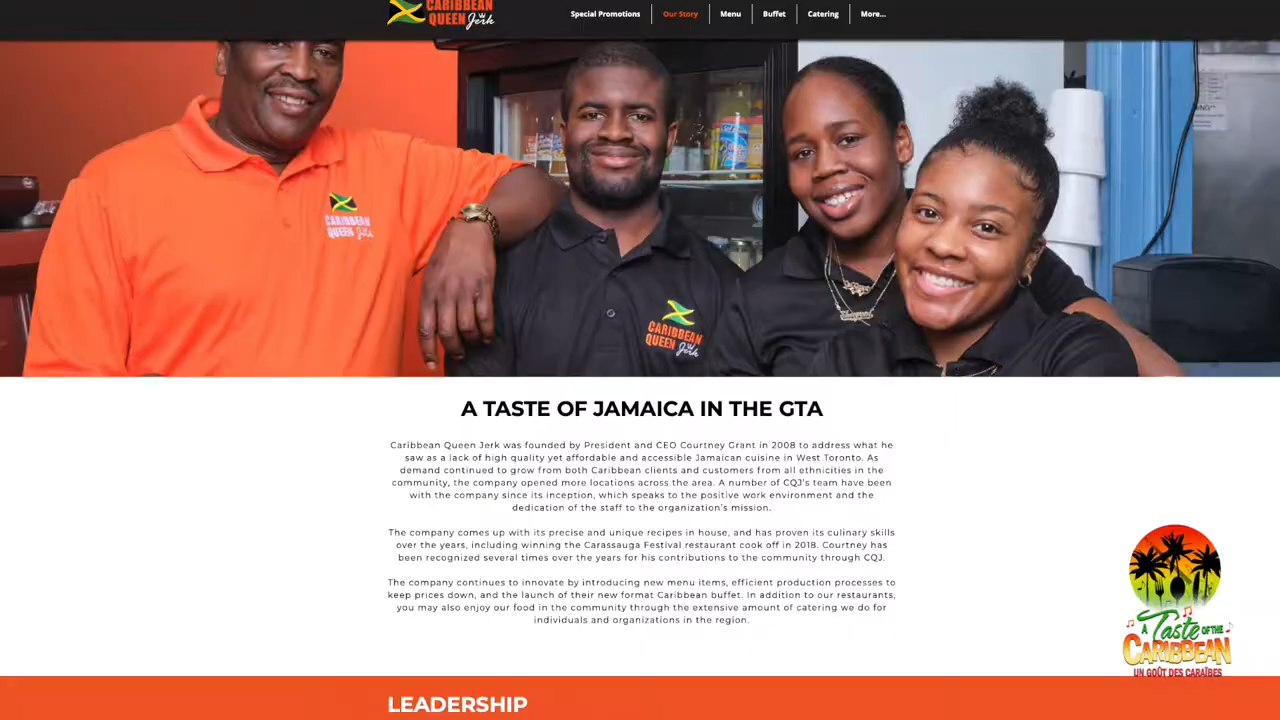 CARIBBEAN
QUEEN Jerk
Special Promotions
Our Story
Menu
Buffet
Catering
More...
CARIBBEAN
QUEEN Jerk
CARIBBEAN
QUEEN Jerk
A TASTE OF JAMAICA IN THE GTA
Caribbean Queen Jerk was founded by President and CEO Courtney Grant in 2008 to address what he
saw as a lack of high quality yet affordable and accessible Jamaican cuisine in West Toronto. As
demand continued to grow from both Caribbean clients and customers from all ethnicities in the
community, the company opened more locations across the area. A number of CQJ's team have been
with the company since its inception, which speaks to the positive work environment and the
dedication of the staff to the organization's mission.
The company comes up with its precise and unique recipes in house, and has proven its culinary skills
over the years, including winning the Carassauga Festival restaurant cook off in 2018. Courtney has
been recognized several times over the years for his contributions to the community through CQJ.
The company continues to innovate by introducing new menu items, efficient production processes to
keep prices down, and the launch of their new format Caribbean buffet. In addition to our restaurants,
you may also enjoy our food in the community through the extensive amount of catering we do for
individuals and organizations in the region.
A Taste OF THE
CARIBBEAN
UN GOÛT DES CARAÏBES
LEADERSHIP